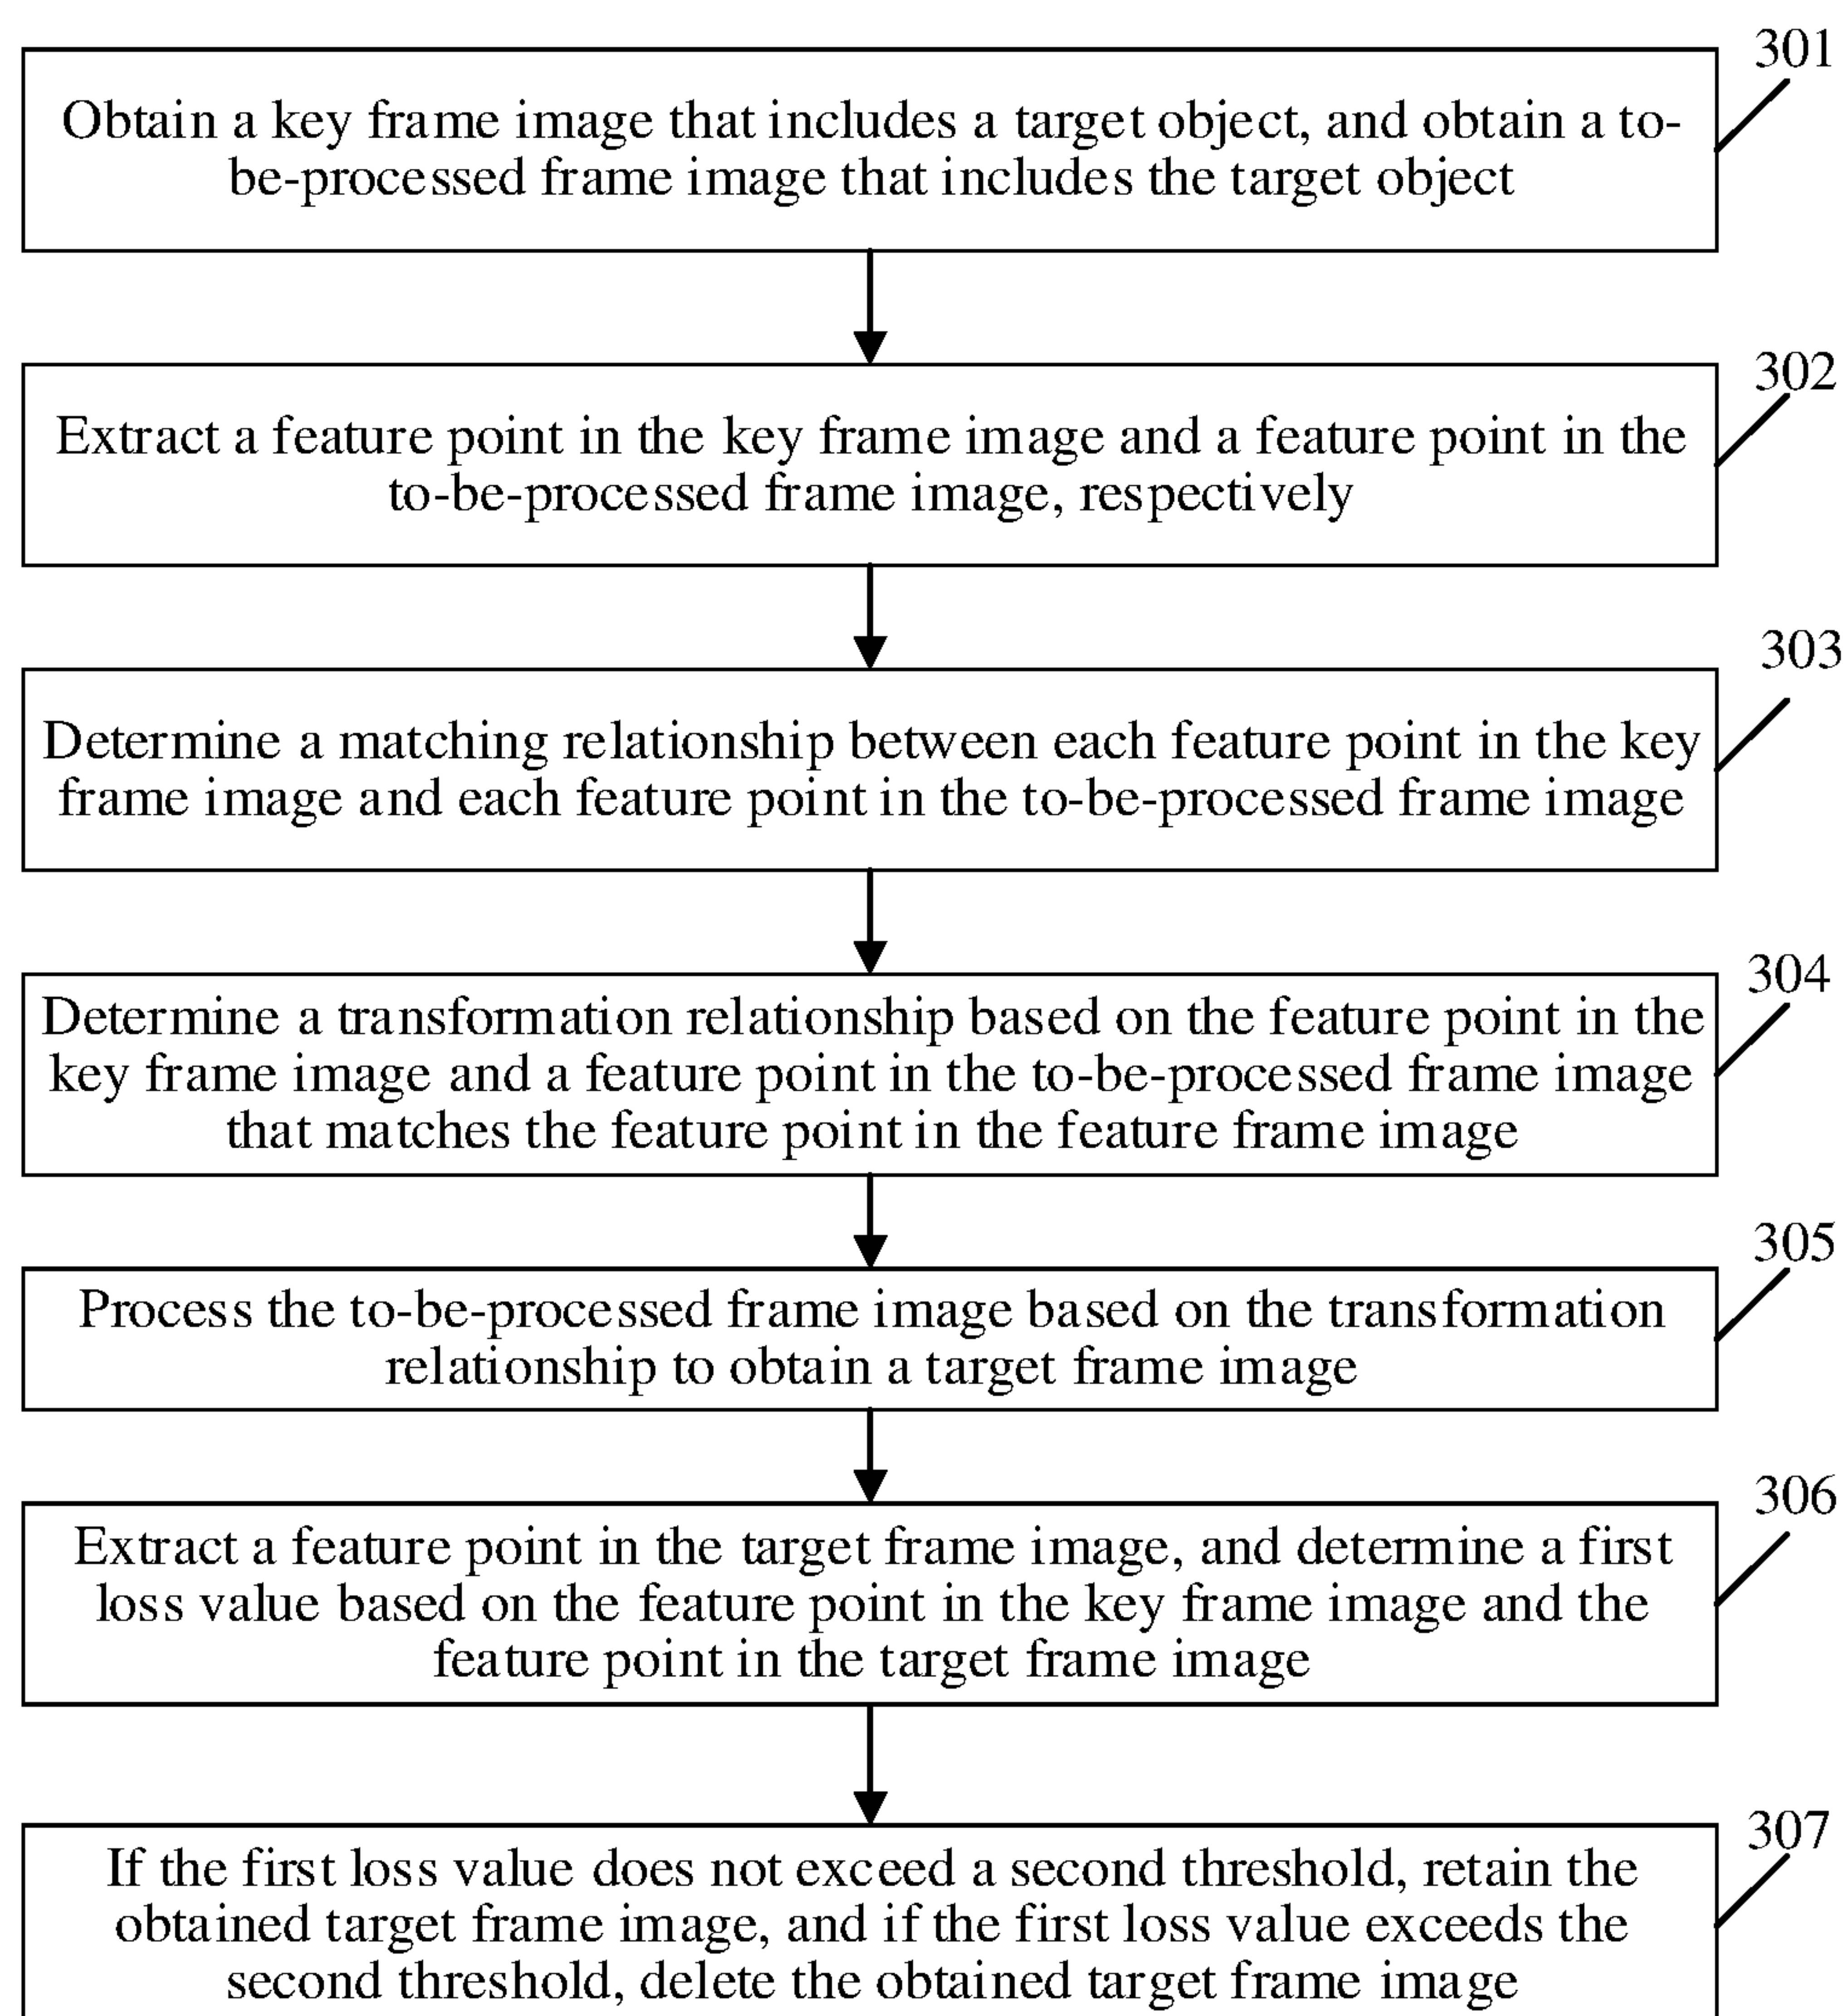 301
Obtain a key frame image that includes a target object, and obtain a to-
be-processed frame image that includes the target object
302
Extract a feature point in the key frame image and a feature point in the
to-be-processed frame image, respectively
303
Determine a matching relationship between each feature point in the key
frame image and each feature point in the to-be-processed frame image
304
Determine a transformation relationship based on the feature point in the
key frame image and a feature point in the to-be-processed frame image
that matches the feature point in the feature frame image
305
Process the to-be-processed frame image based on the transformation
relationship to obtain a target frame image
306
Extract a feature point in the target frame image, and determine a first
loss value based on the feature point in the key frame image and the
feature point in the target frame image
307
If the first loss value does not exceed a second threshold, retain the
obtained target frame image, and if the first loss value exceeds the
second threshold, delete the obtained target frame image